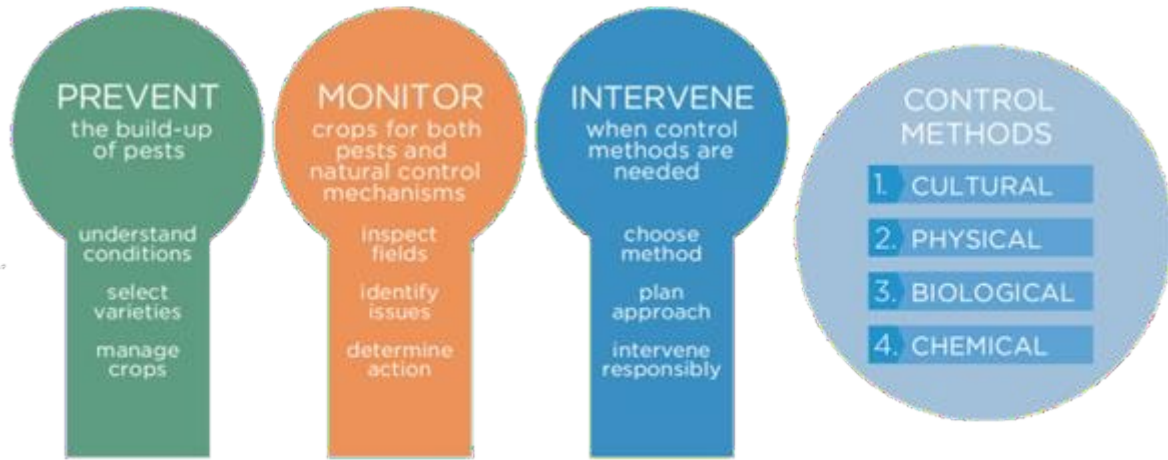 PREVENT
the build-up
of pests
understand
conditions
select
varieties
manage
crops
MONITOR
crops for both
pests and
natural control
mechanisms
inspect
fields
identify
issues
determine
action
INTERVENE
when control
methods are
needed
choose
method
plan
approach
intervene
responsibly
CONTROL
METHODS
1. CULTURAL
2. PHYSICAL
3. BIOLOGICAL
4. CHEMICAL